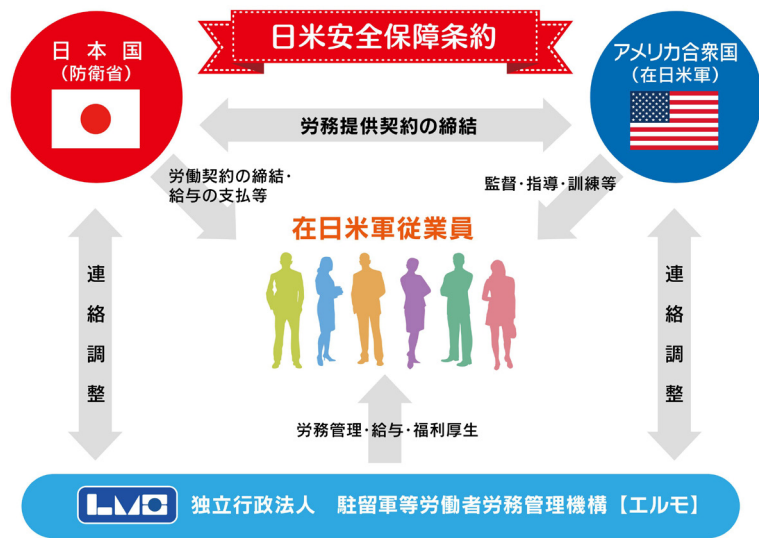 日米安全保障条約
日本国
（防衛省）
アメリカ合衆国
（在日米軍）
労務提供契約の締結
労働契約の締結・
給与の支払等
監督・指導・訓練等
在日米軍従業員
連絡調整
連絡調整
労務管理・給与・福利厚生
LMO 独立行政法人　駐留軍等労働者労務管理機構【エルモ】